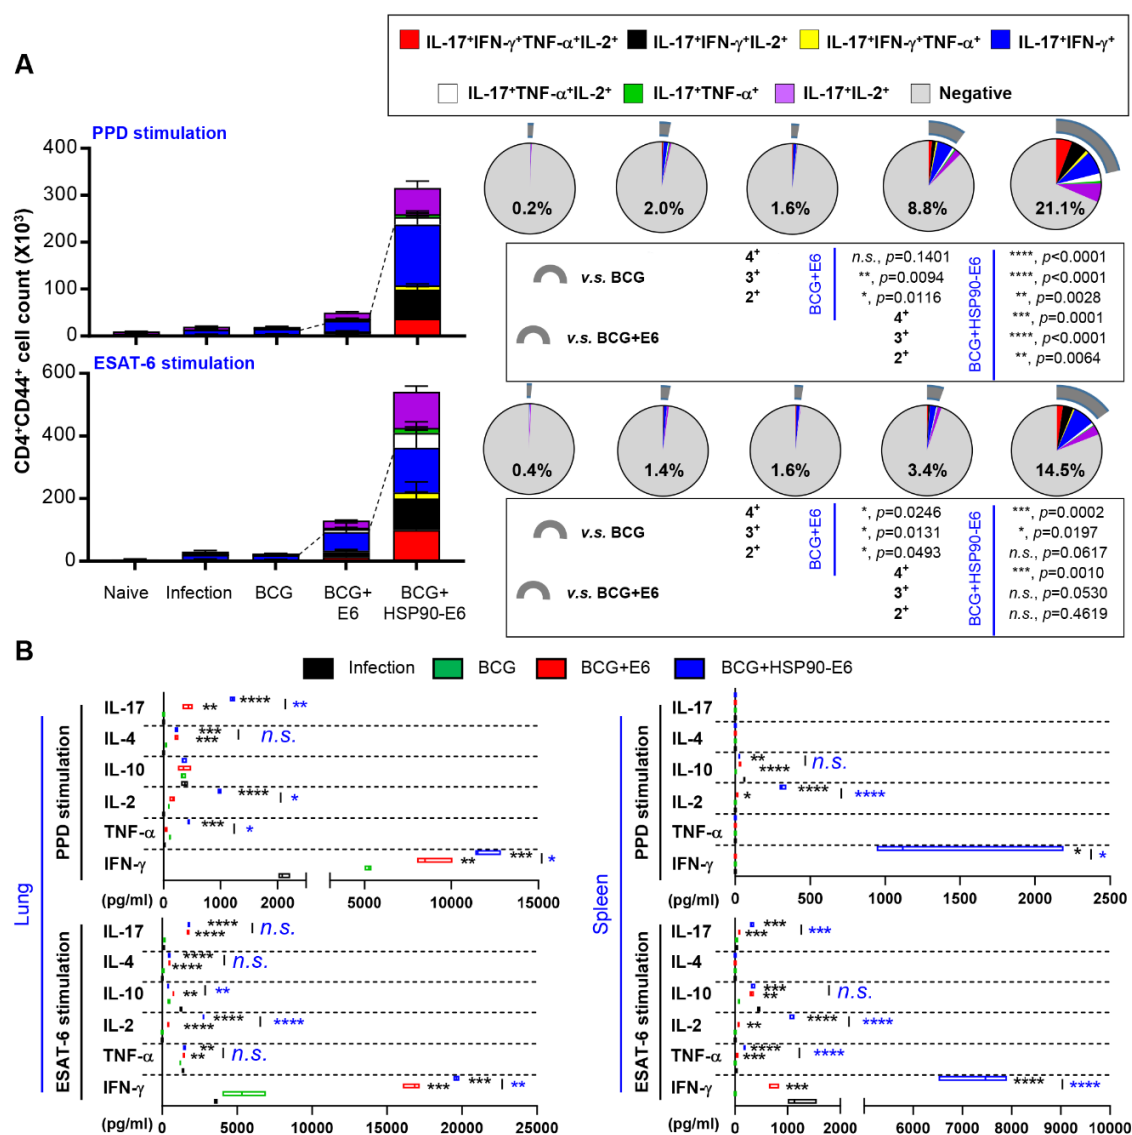 IL-17+IFN-γ+TNF-α+IL-2+ IL-17+IFN-γ+IL-2+ IL-17+IFN-γ+TNF-α+ IL-17+IFN-γ+
IL-17+TNF-α+IL-2+ IL-17+TNF-α+ IL-17+IL-2+ Negative
A
PPD stimulation
CD4+CD44+ cell count (X10³)
400
300
200
100
0
0.2% 2.0% 1.6% 8.8% 21.1%
v.s. BCG
BCG+E6
BCG+HSP90-E6
4+ n.s., p=0.1401 ****, p<0.0001
3+ **, p=0.0094 ****, p<0.0001
2+ *, p=0.0116 **, p=0.0028
v.s. BCG+E6
4+ ***, p=0.0001
3+ ****, p<0.0001
2+ **, p=0.0064
ESAT-6 stimulation
600
400
200
0
Naive Infection BCG BCG+E6 BCG+HSP90-E6
0.4% 1.4% 1.6% 3.4% 14.5%
v.s. BCG
BCG+E6
BCG+HSP90-E6
4+ *, p=0.0246 ***, p=0.0002
3+ *, p=0.0131 *, p=0.0197
2+ *, p=0.0493 n.s., p=0.0617
v.s. BCG+E6
4+ ***, p=0.0010
3+ n.s., p=0.0530
2+ n.s., p=0.4619
B
Infection BCG BCG+E6 BCG+HSP90-E6
Lung
PPD stimulation
IL-17 **** ** | **
IL-4 *** *** | n.s.
IL-10
IL-2 **** | *
TNF-α *** | *
IFN-γ *** ** | *
(pg/ml) 0 1000 2000 5000 10000 15000
ESAT-6 stimulation
IL-17 **** **** | n.s.
IL-4 **** **** | n.s.
IL-10 ** | **
IL-2 **** **** | ****
TNF-α ** ** | n.s.
IFN-γ *** *** | **
(pg/ml) 0 5000 10000 15000 20000 25000
Spleen
PPD stimulation
IL-17
IL-4
IL-10 ** **** | n.s.
IL-2 * **** | ****
TNF-α
IFN-γ * | *
(pg/ml) 0 500 1000 1500 2000 2500
ESAT-6 stimulation
IL-17 *** *** | ***
IL-4
IL-10 *** ** | n.s.
IL-2 **** ** | ****
TNF-α **** *** | ****
IFN-γ *** **** | ****
(pg/ml) 0 1000 2000 5000 6000 7000 8000 9000 10000